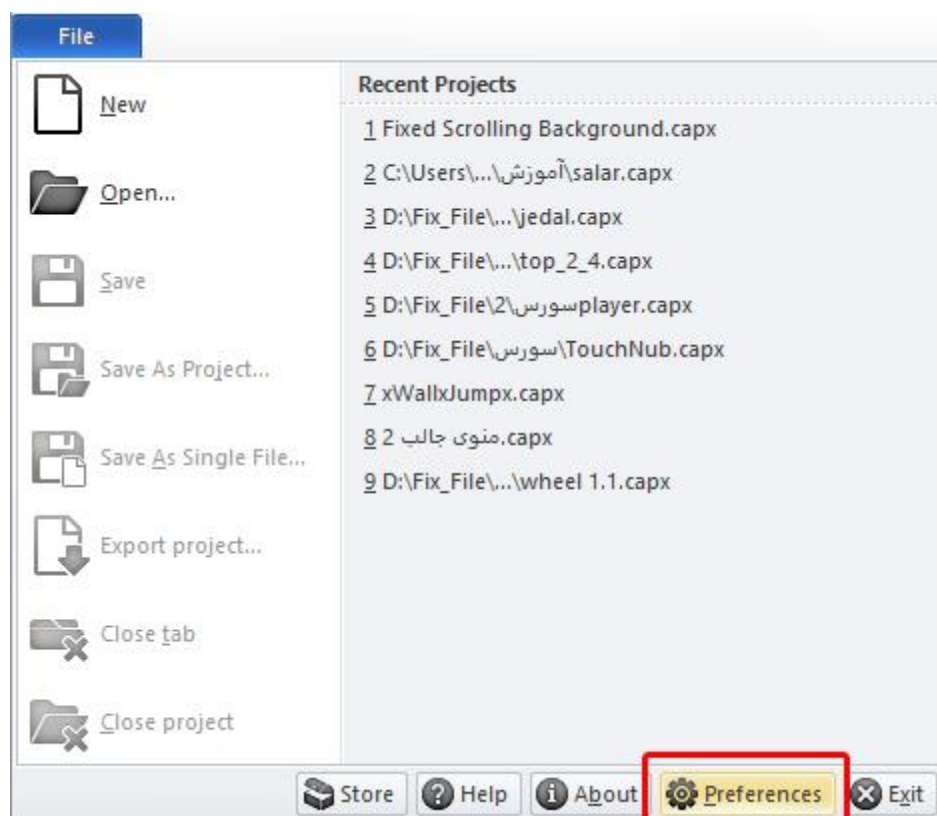 File
New
Open...
Save
Save As Project...
Save As Single File...
Export project...
Close tab
Close project
Recent Projects
1 Fixed Scrolling Background.capx
2 C:\Users\...\آموزش\salar.capx
3 D:\Fix_File\...\jedal.capx
4 D:\Fix_File\...\top_2_4.capx
5 D:\Fix_File\2\سورسplayer.capx
6 D:\Fix_File\سورس\TouchNub.capx
7 xWallxJumpx.capx
8 2 منوی جالب.capx
9 D:\Fix_File\...\wheel 1.1.capx
Store
Help
About
Preferences
Exit